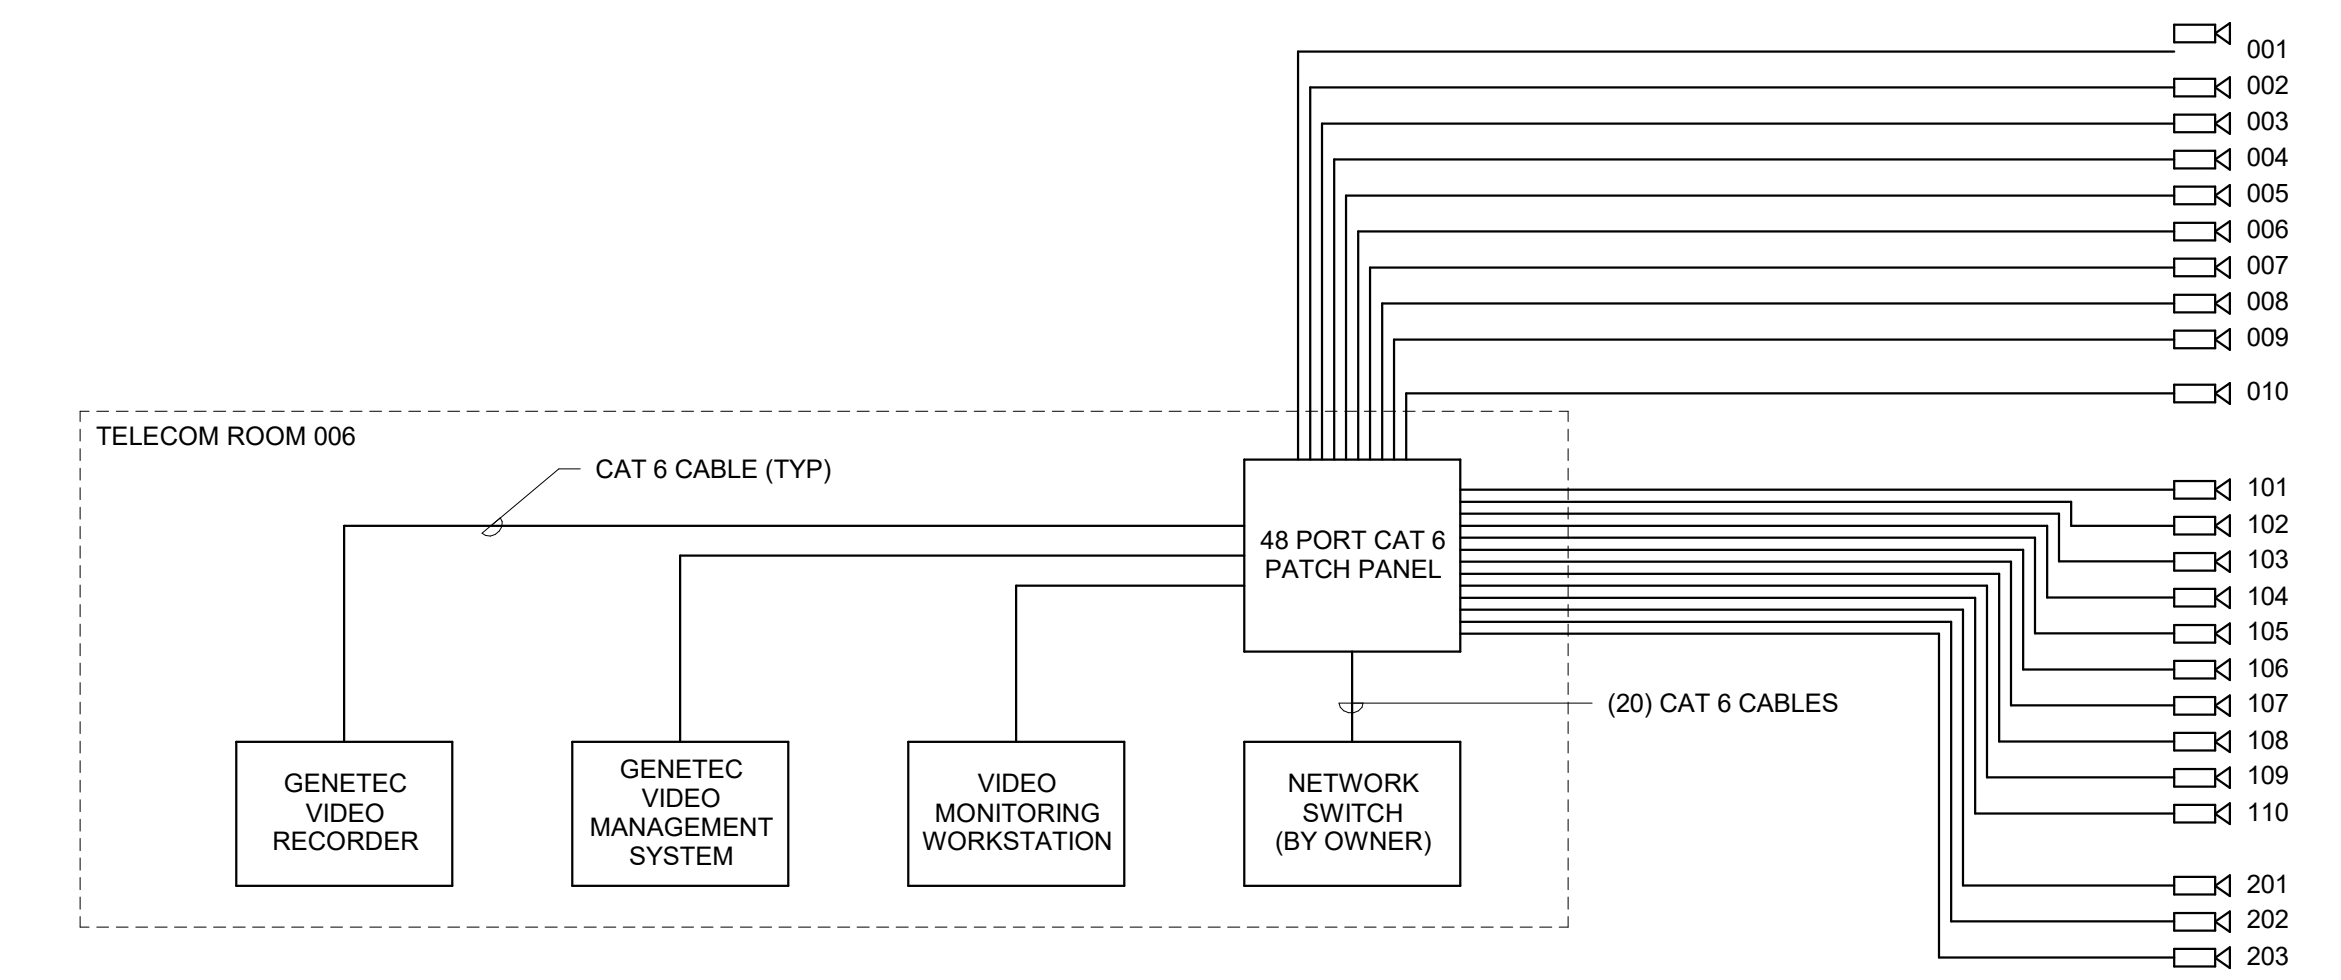 001
002
003
004
005
006
007
008
009
010
TELECOM ROOM 006
CAT 6 CABLE (TYP)
48 PORT CAT 6
PATCH PANEL
101
102
103
104
105
106
107
108
109
110
201
202
203
(20) CAT 6 CABLES
GENETEC
VIDEO
RECORDER
GENETEC
VIDEO
MANAGEMENT
SYSTEM
VIDEO
MONITORING
WORKSTATION
NETWORK
SWITCH
(BY OWNER)